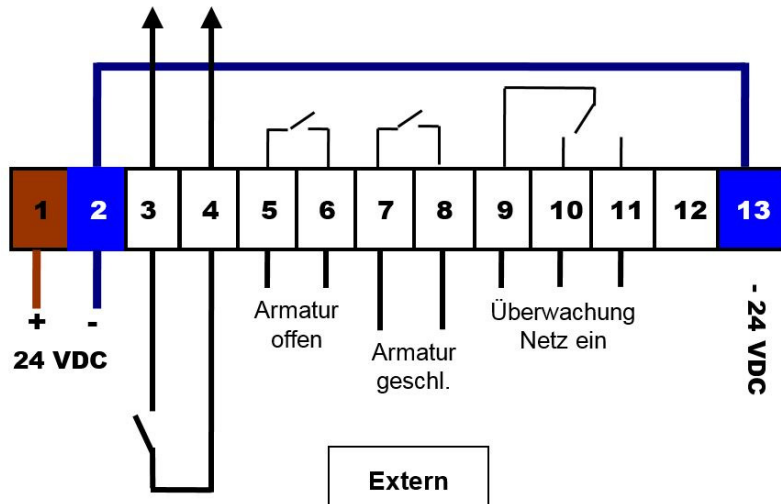 1 2 3 4 5 6 7 8 9 10 11 12 13
+ -
24 VDC
Armatur
offen
Armatur
geschl.
Überwachung
Netz ein
- 24 VDC
Extern